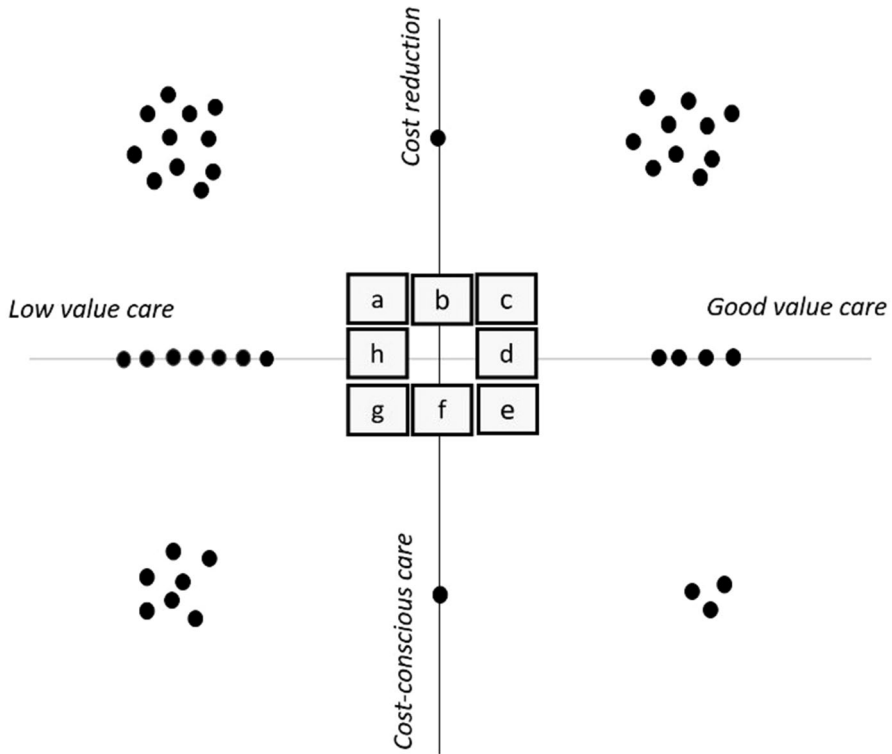 Cost reduction
a b c
Low value care
Good value care
h d
g f e
Cost-conscious care